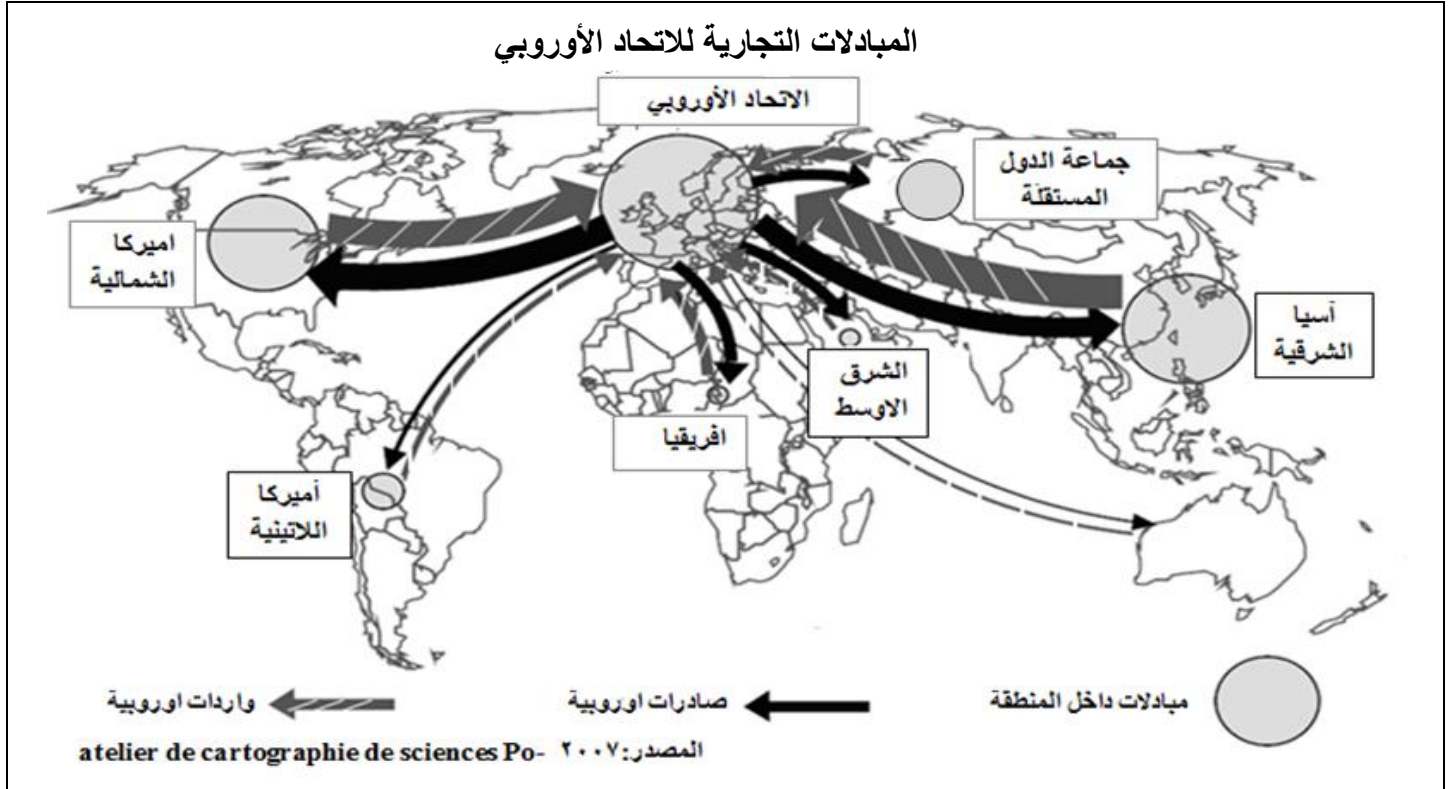 المبادلات التجارية للاتحاد الأوروبي
الاتحاد الأوروبي
جماعة الدول
المستقلة
اميركا
الشمالية
آسيا
الشرقية
الشرق
الاوسط
افريقيا
أميركا
اللاتينية
مبادلات داخل المنطقة
صادرات اوروبية
واردات اوروبية
المصدر:٢٠٠٧ -atelier de cartographie de sciences Po